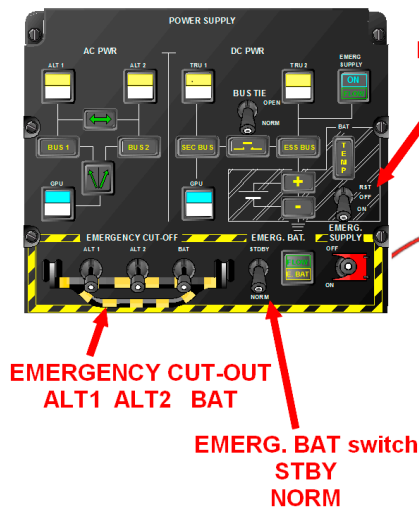 POWER SUPPLY
AC PWR
DC PWR
ALT 1
ALT 2
TRU 1
TRU 2
EMERG
SUPPLY
ON
BUS TIE
OPEN
NORM
BAT
BUS 1
BUS 2
SEC BUS
ESS BUS
TEMP
+
-
RST
OFF
ON
GPU
GPU
EMERGENCY CUT-OFF
EMERG. BAT.
EMERG.
SUPPLY
ALT 1
ALT 2
BAT
STDBY
NORM
E. BAT
OFF
ON
EMERGENCY CUT-OUT
ALT1 ALT2 BAT
EMERG. BAT switch
STBY
NORM